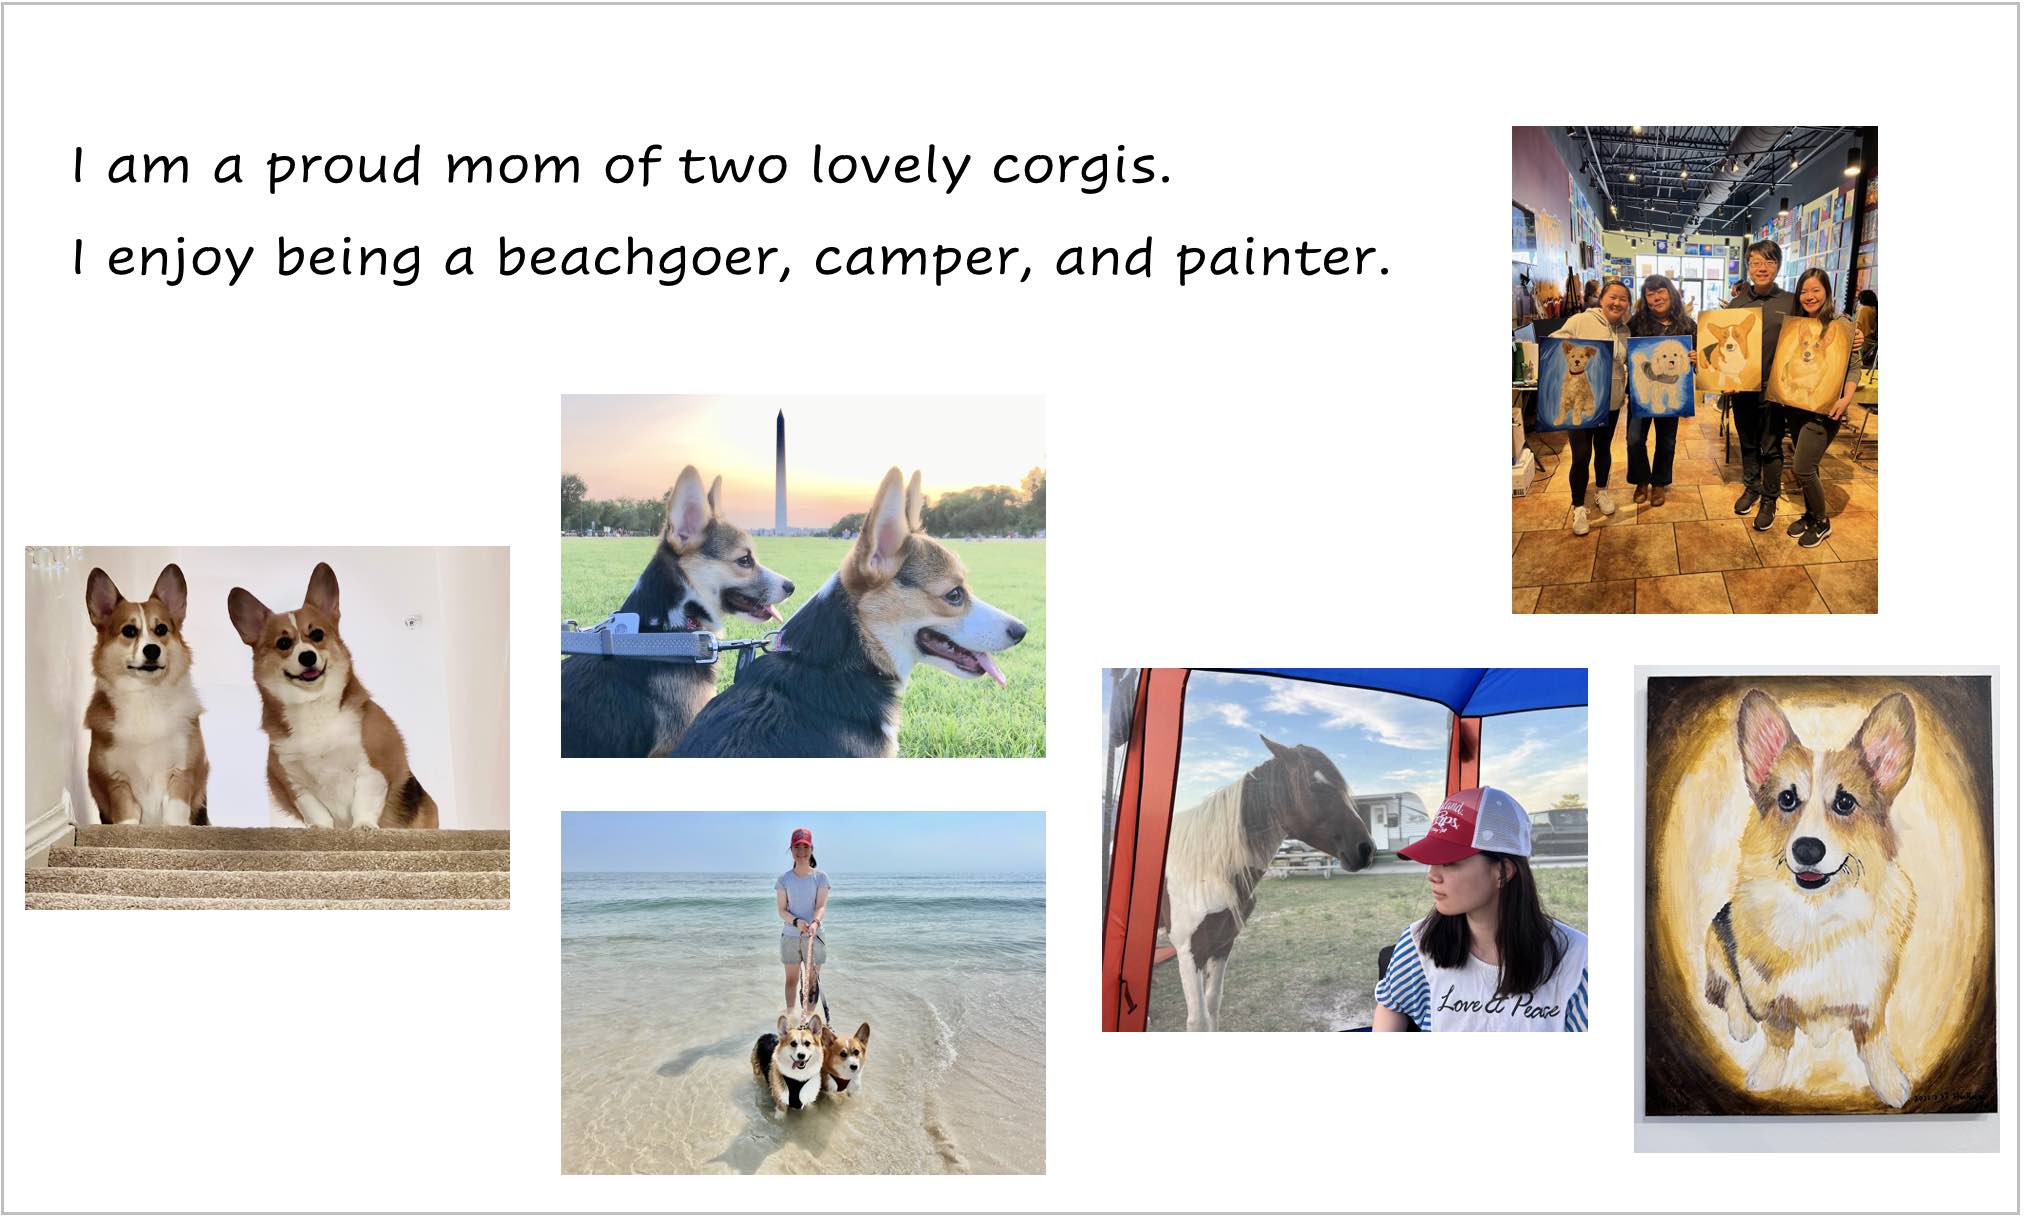 I am a proud mom of two lovely corgis.
I enjoy being a beachgoer, camper, and painter.
Love & Peace